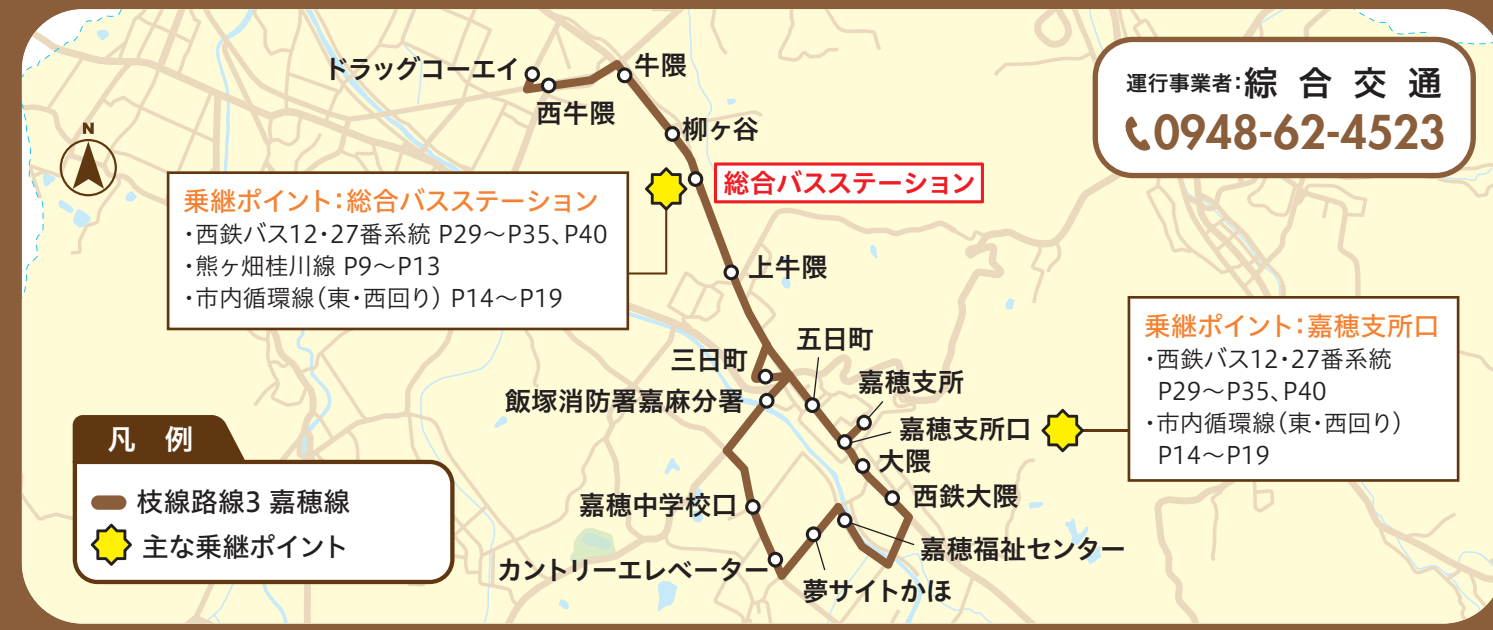 ドラッグコーエイ
牛隈
西牛隈
柳ヶ谷
運行事業者:綜合交通
0948-62-4523
N
総合バスステーション
乗継ポイント:総合バスステーション
・西鉄バス12・27番系統 P29〜P35、P40
・熊ヶ畑桂川線 P9〜P13
・市内循環線(東・西回り) P14〜P19
上牛隈
三日町
五日町
飯塚消防署嘉麻分署
嘉穂支所
嘉穂支所口
乗継ポイント:嘉穂支所口
・西鉄バス12・27番系統
P29〜P35、P40
・市内循環線(東・西回り)
P14〜P19
大隈
西鉄大隈
嘉穂中学校口
嘉穂福祉センター
カントリーエレベーター
夢サイトかほ
凡 例
枝線路線3 嘉穂線
主な乗継ポイント